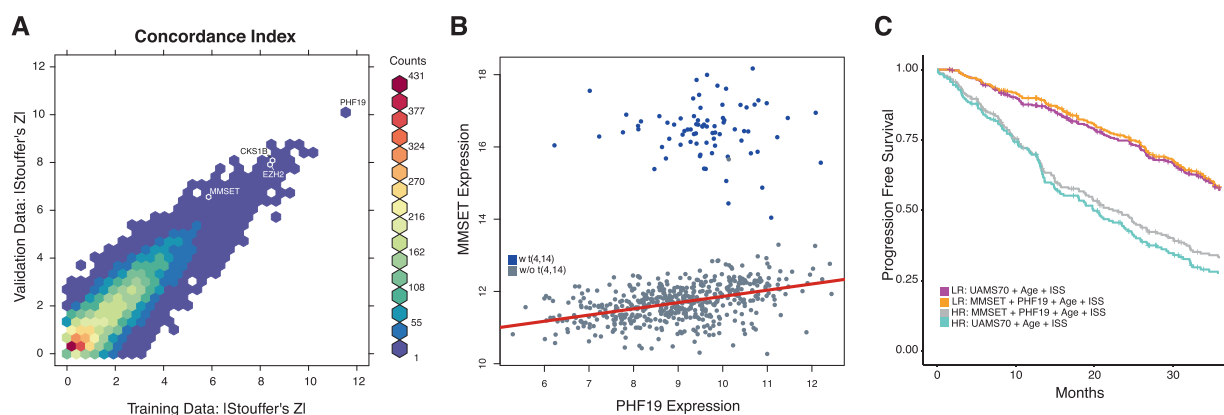 A
Concordance Index
12
10
8
6
4
2
0
0 2 4 6 8 10 12
Validation Data: |Stouffer's Z|
Training Data: |Stouffer's Z|
PHF19
CKS1B
EZH2
MMSET
Counts
431
377
324
270
216
162
108
55
1
B
18
16
14
12
10
6 7 8 9 10 11 12
MMSET Expression
PHF19 Expression
w t(4,14)
w/o t(4,14)
C
1.00
0.75
0.50
0.25
0.00
0 10 20 30
Progression Free Survival
Months
LR: UAMS70 + Age + ISS
LR: MMSET + PHF19 + Age + ISS
HR: MMSET + PHF19 + Age + ISS
HR: UAMS70 + Age + ISS